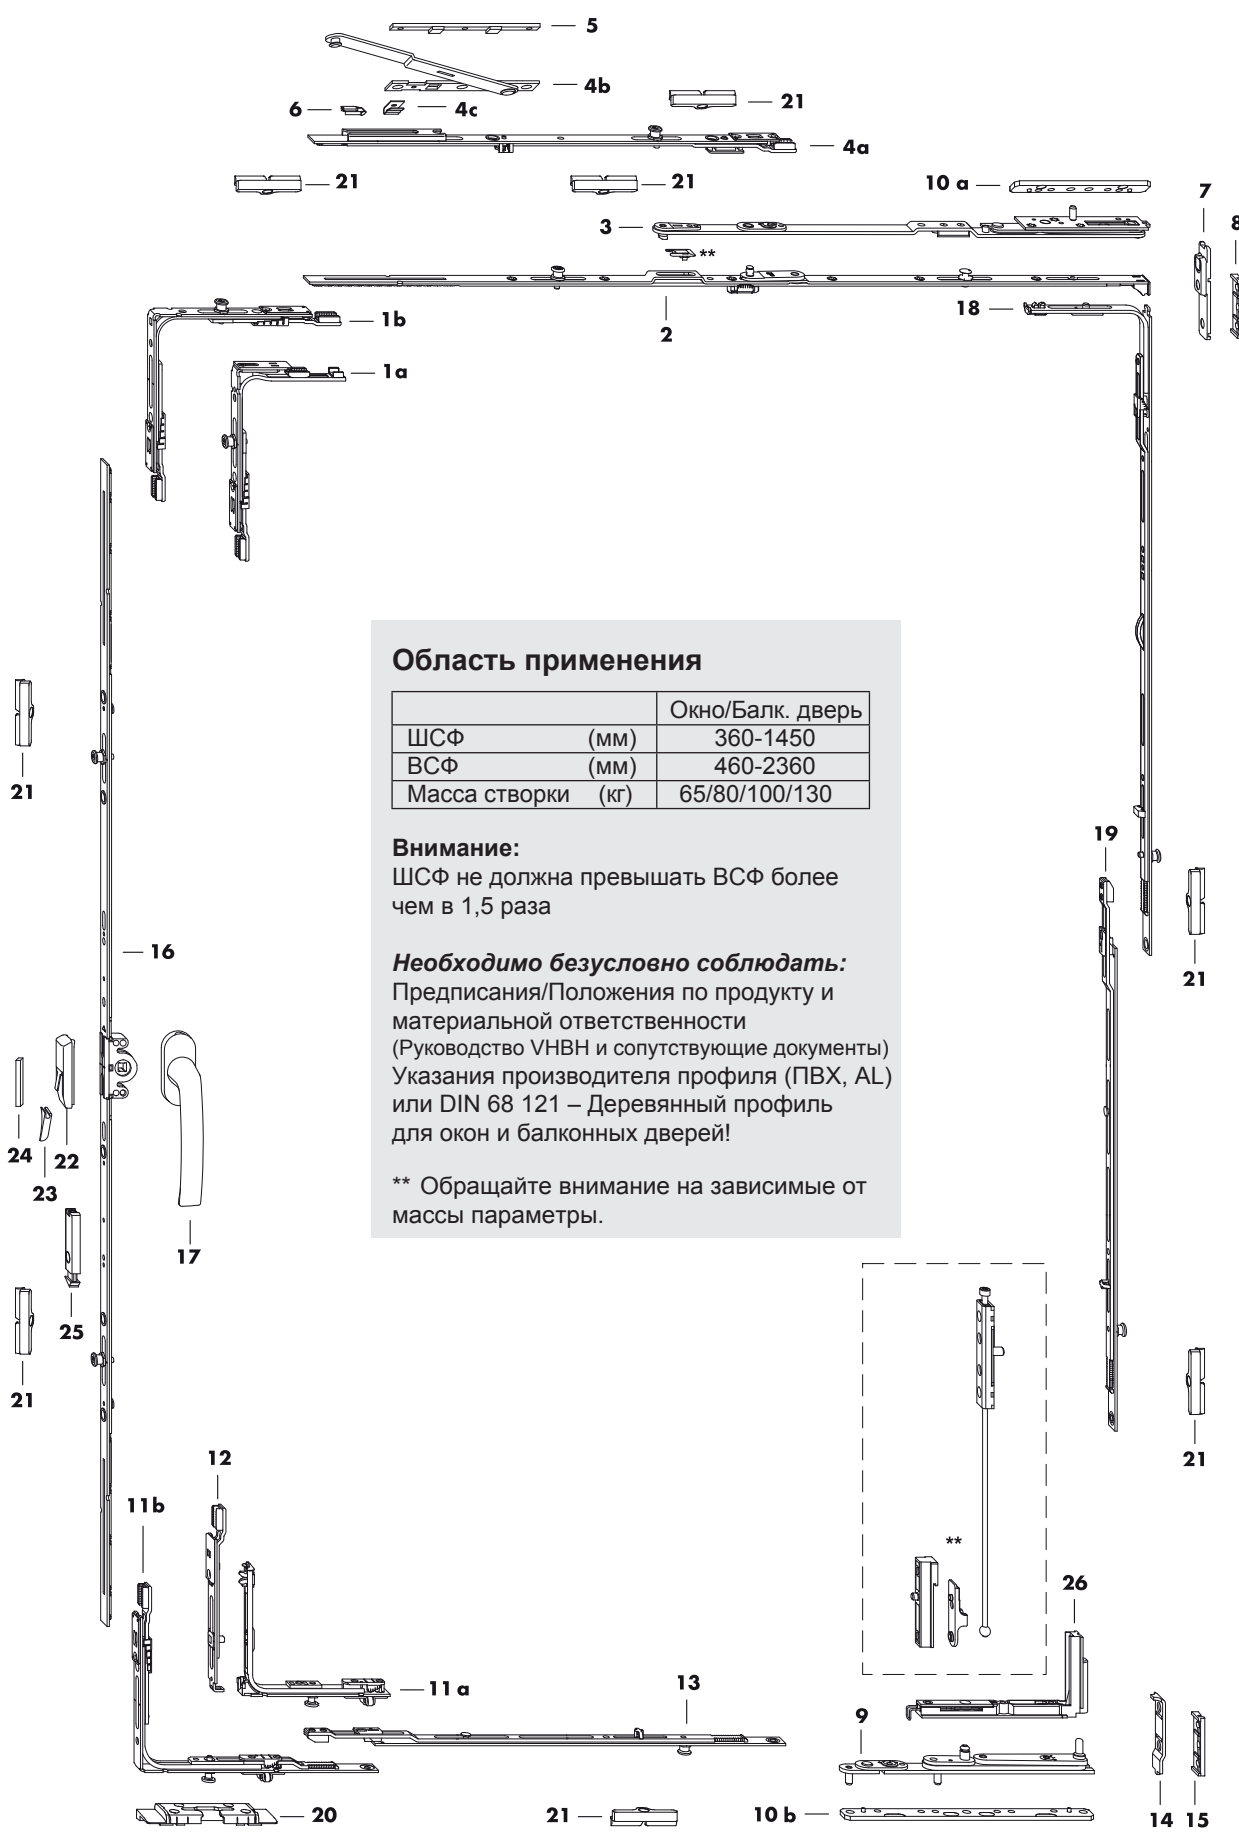 5
4b
6
4c
21
4a
21
21
10 a
7
3
**
8
1b
2
18
1a
Область применения
Окно/Балк. дверь
ШСФ (мм) 360-1450
ВСФ (мм) 460-2360
Масса створки (кг) 65/80/100/130
21
Внимание:
ШСФ не должна превышать ВСФ более
чем в 1,5 раза
19
16
21
Необходимо безусловно соблюдать:
Предписания/Положения по продукту и
материальной ответственности
(Руководство VHBH и сопутствующие документы)
Указания производителя профиля (ПВХ, AL)
или DIN 68 121 – Деревянный профиль
для окон и балконных дверей!
24
22
23
** Обращайте внимание на зависимые от
массы параметры.
17
25
21
21
12
11b
**
26
11 a
13
9
20
21
10 b
14
15